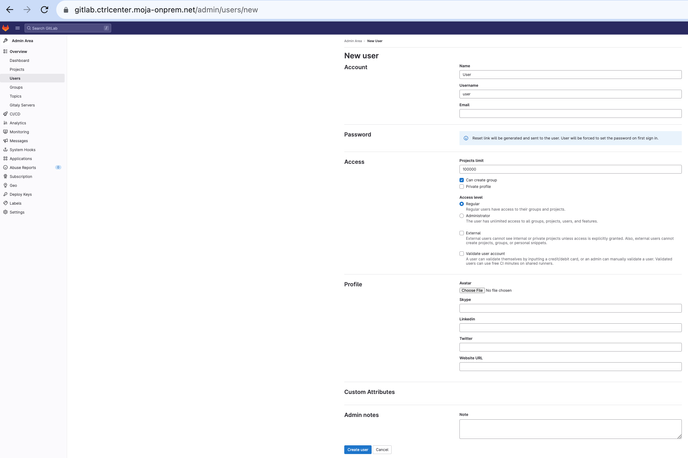 gitlab.ctrlcenter.moja-onprem.net/admin/users/new
Search GitLab
/
Admin Area
Overview
Dashboard
Projects
Users
Groups
Topics
Gitaly Servers
CI/CD
Analytics
Monitoring
Messages
System Hooks
Applications
Abuse Reports
0
Subscription
Geo
Deploy Keys
Labels
Settings
Admin Area
New User
New user
Account
Name
User
Username
user
Email
Password
Reset link will be generated and sent to the user. User will be forced to set the password on first sign in.
Access
Projects limit
100000
Can create group
Private profile
Access level
Regular
Regular users have access to their groups and projects.
Administrator
The user has unlimited access to all groups, projects, users, and features.
External
External users cannot see internal or private projects unless access is explicitly granted. Also, external users cannot
create projects, groups, or personal snippets.
Validate user account
A user can validate themselves by inputting a credit/debit card, or an admin can manually validate a user. Validated
users can use free CI minutes on shared runners.
Profile
Avatar
Choose File No file chosen
Skype
Linkedin
Twitter
Website URL
Custom Attributes
Admin notes
Note
Create user
Cancel